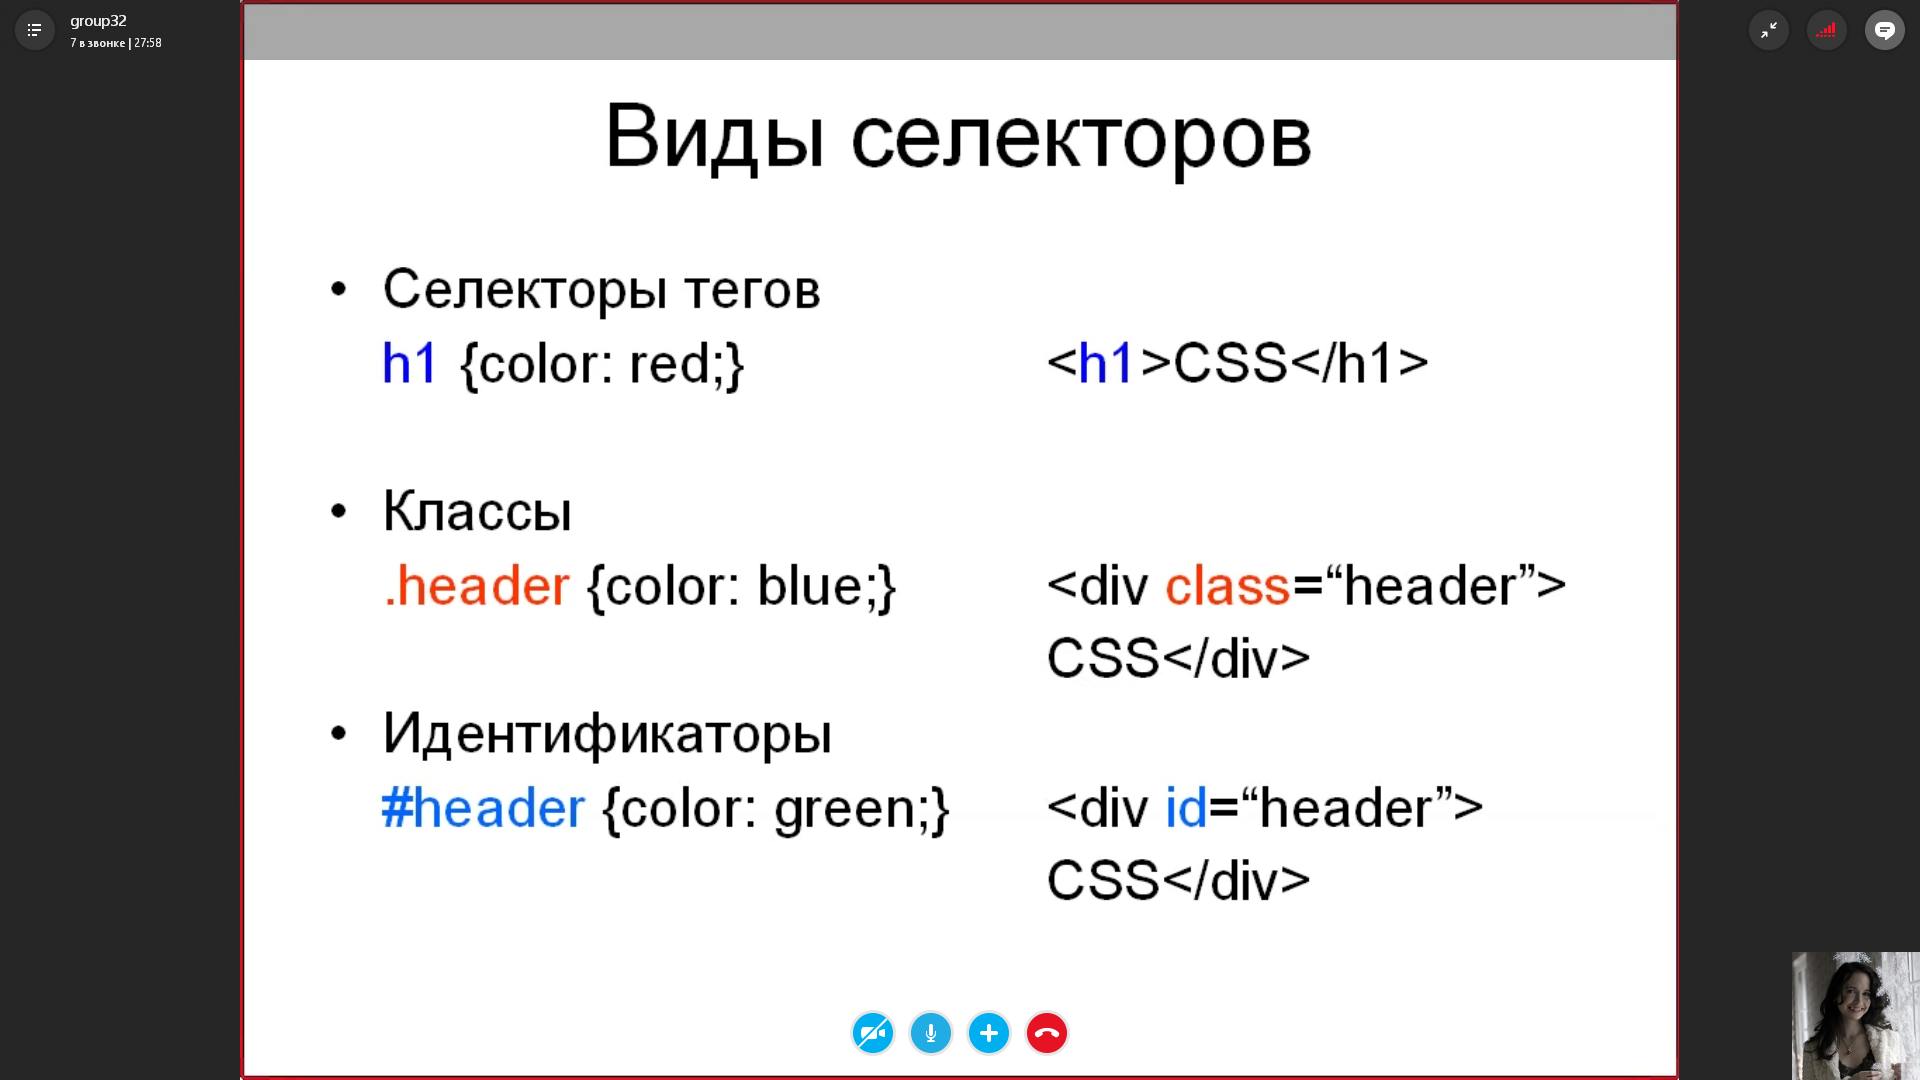 group32
7 в звонке | 27:58
Виды селекторов
• Селекторы тегов
h1 {color: red;} <h1>CSS</h1>
• Классы
.header {color: blue;} <div class=“header”>
CSS</div>
• Идентификаторы
#header {color: green;} <div id=“header”>
CSS</div>